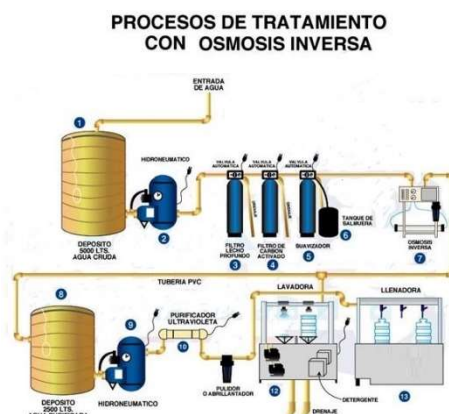 PROCESOS DE TRATAMIENTO
CON OSMOSIS INVERSA
ENTRADA
DE AGUA
1
HIDRONEUMATICO
VALVULA
AUTOMATICA
VALVULA
AUTOMATICA
VALVULA
AUTOMATICA
DRENAJE
DRENAJE
DEPOSITO
5000 LTS.
AGUA CRUDA
2
FILTRO
LECHO
PROFUNDO
3
FILTRO DE
CARBON
ACTIVADO
4
SUAVIZADOR
5
6
TANQUE DE
SALMUERA
OSMOSIS
INVERSA
7
TUBERIA PVC
LAVADORA
LLENADORA
8
9
PURIFICADOR
ULTRAVIOLETA
10
PULIDOR
O ABRILLANTADOR
12
13
DETERGENTE
DRENAJE
DEPOSITO
2500 LTS.
HIDRONEUMATICO